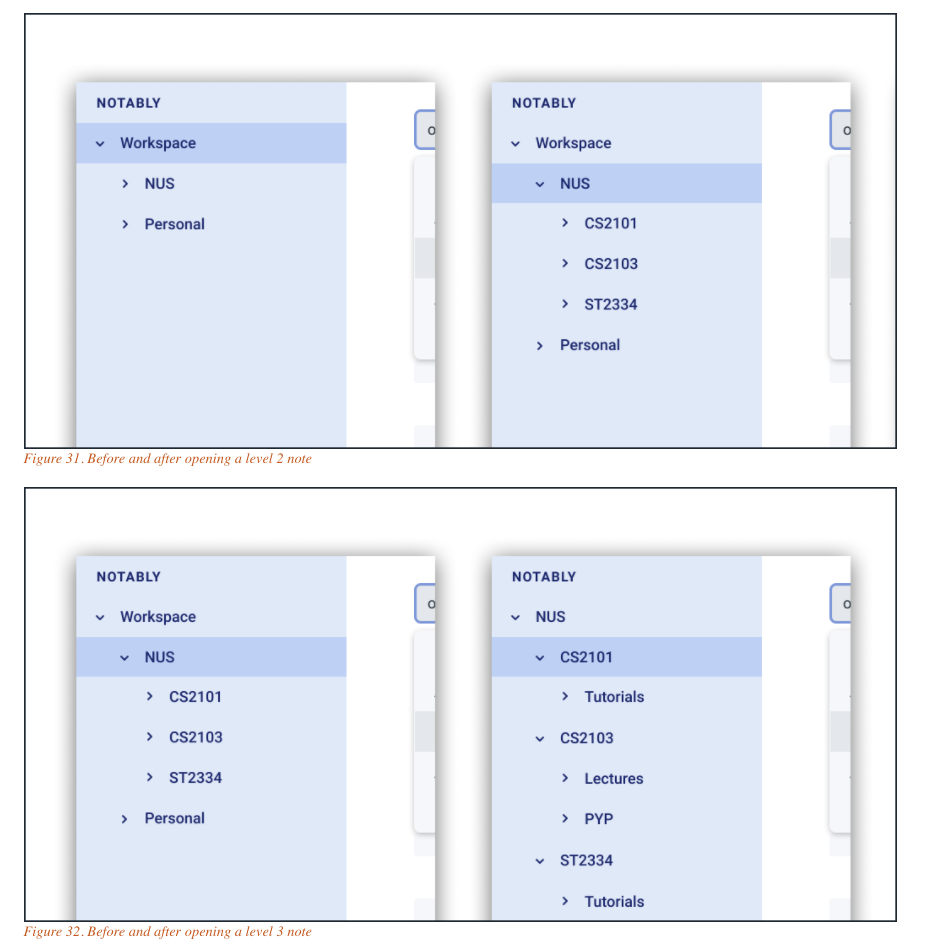 NOTABLY
Workspace
NUS
Personal
o
NOTABLY
Workspace
NUS
CS2101
CS2103
ST2334
Personal
o
Figure 31. Before and after opening a level 2 note
NOTABLY
Workspace
NUS
CS2101
CS2103
ST2334
Personal
o
NOTABLY
NUS
CS2101
Tutorials
CS2103
Lectures
PYP
ST2334
Tutorials
o
Figure 32. Before and after opening a level 3 note